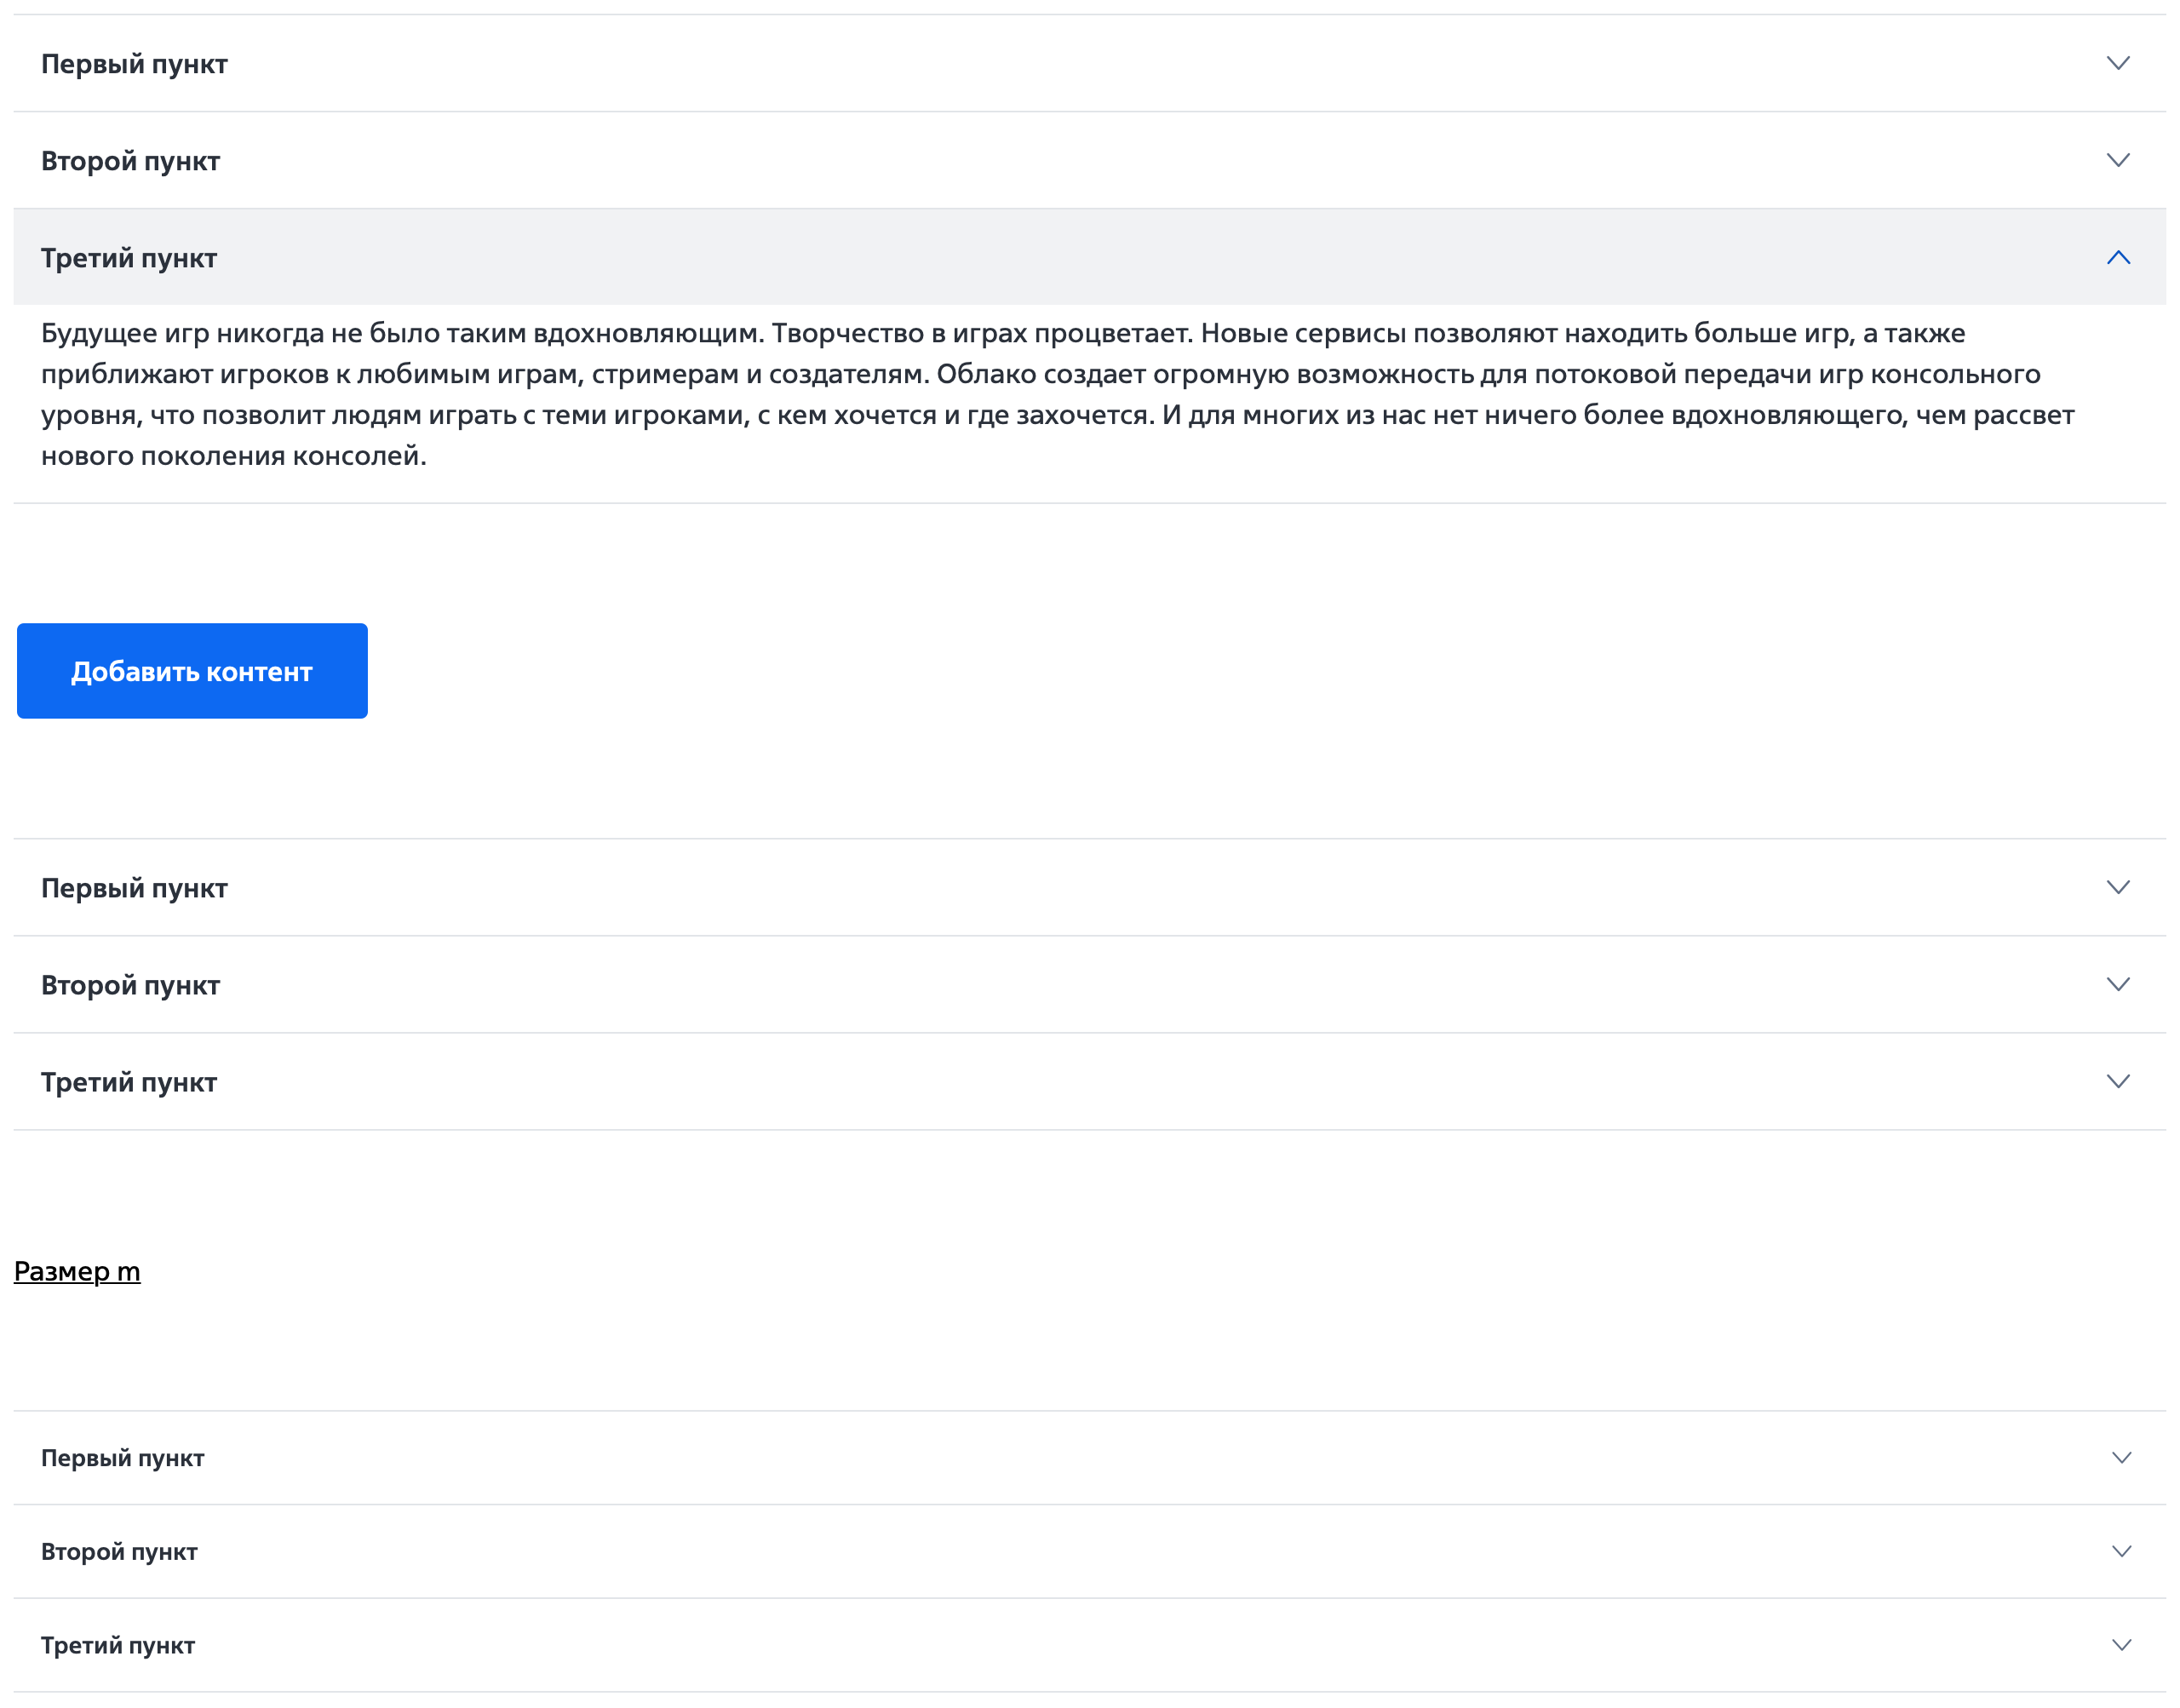 Первый пункт
Второй пункт
Третий пункт
Будущее игр никогда не было таким вдохновляющим. Творчество в играх процветает. Новые сервисы позволяют находить больше игр, а также
приближают игроков к любимым играм, стримерам и создателям. Облако создает огромную возможность для потоковой передачи игр консольного
уровня, что позволит людям играть с теми игроками, с кем хочется и где захочется. И для многих из нас нет ничего более вдохновляющего, чем рассвет
нового поколения консолей.
Добавить контент
Первый пункт
Второй пункт
Третий пункт
Размер m
Первый пункт
Второй пункт
Третий пункт